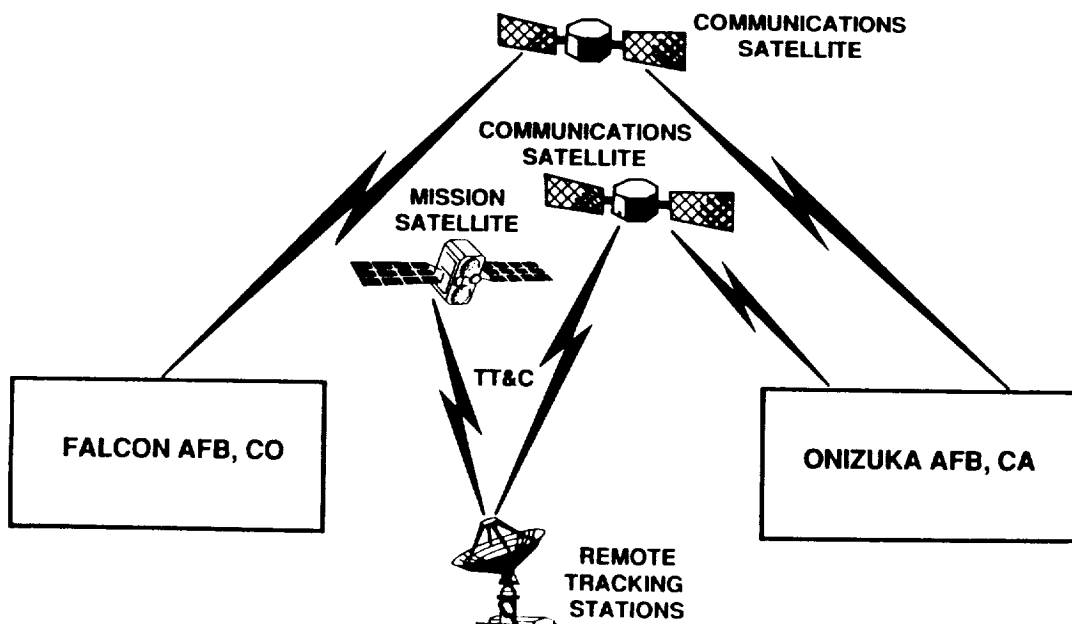 COMMUNICATIONS
SATELLITE
COMMUNICATIONS
SATELLITE
MISSION
SATELLITE
TT&C
FALCON AFB, CO
ONIZUKA AFB, CA
REMOTE
TRACKING
STATIONS